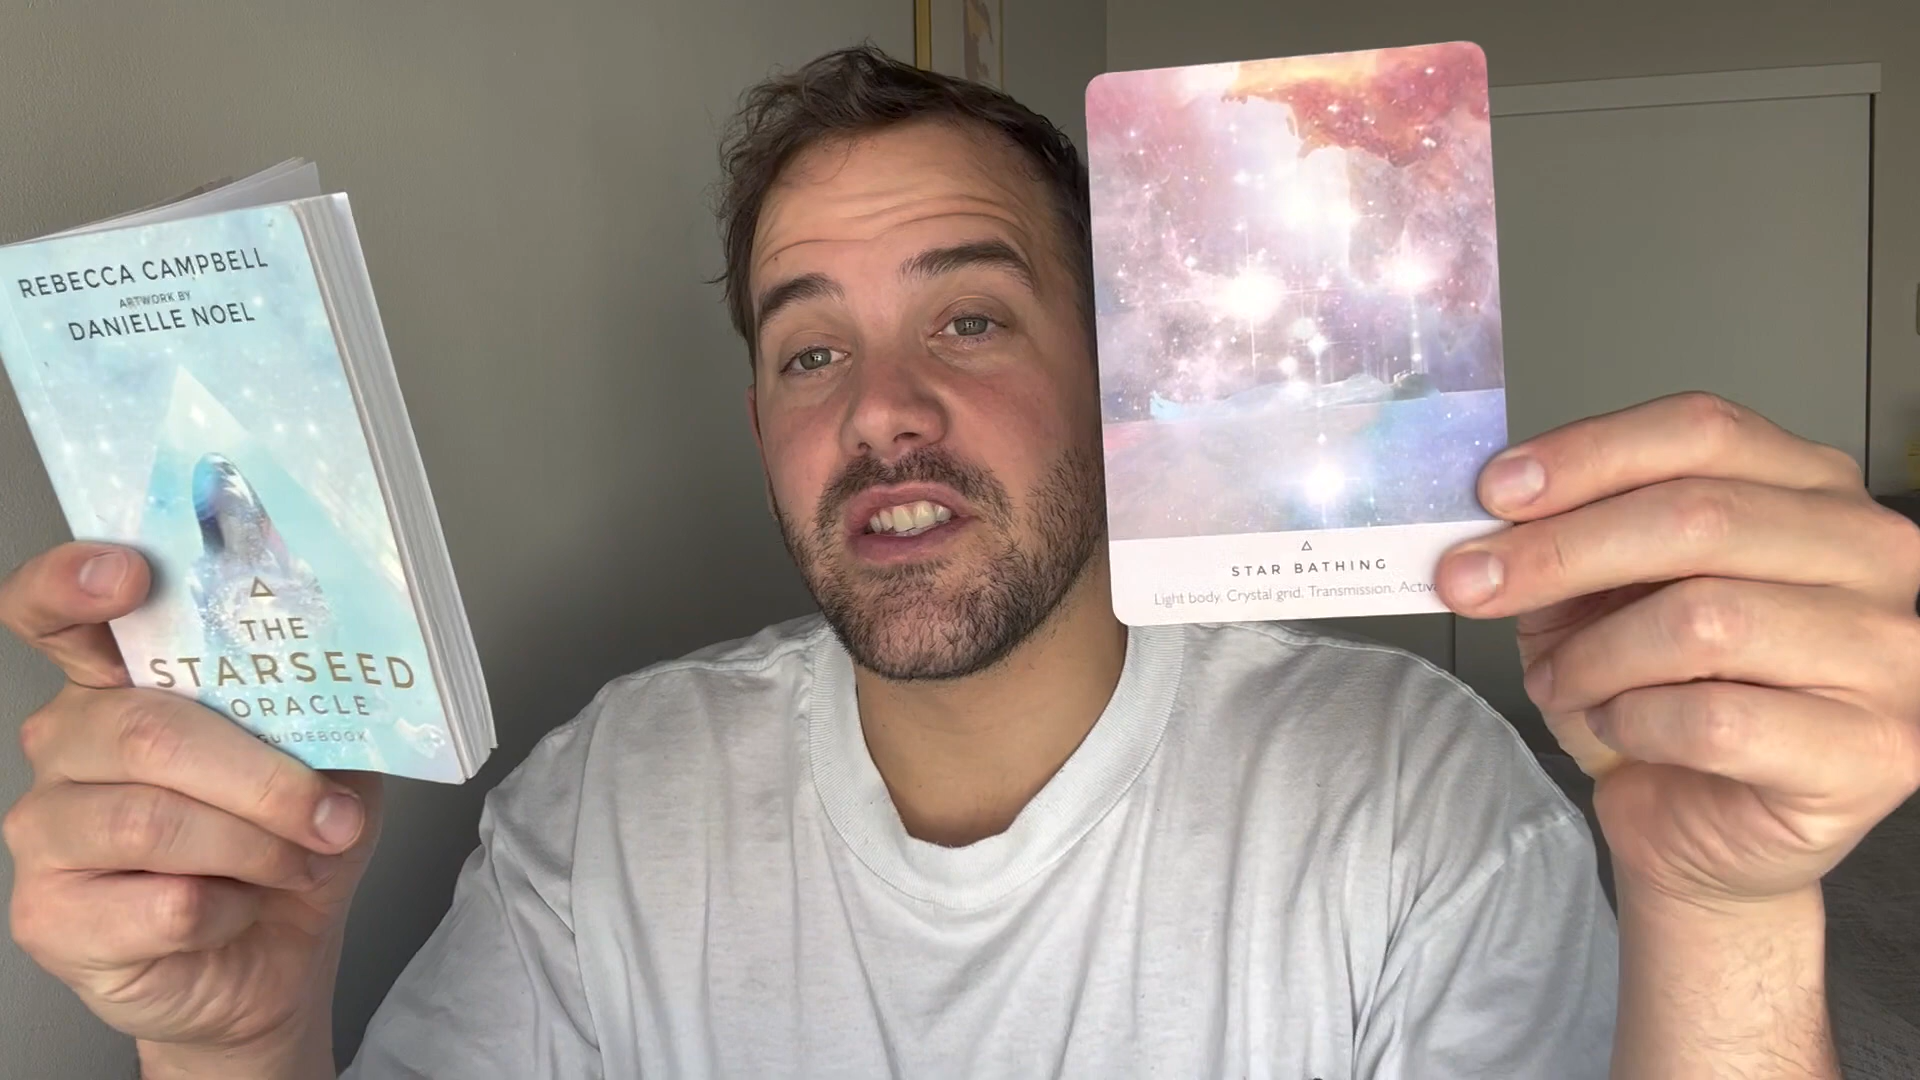 REBECCA CAMPBELL
ARTWORK BY
DANIELLE NOEL
THE
STARSEED
ORACLE
GUIDEBOOK
STAR BATHING
Light body. Crystal grid. Transmission.